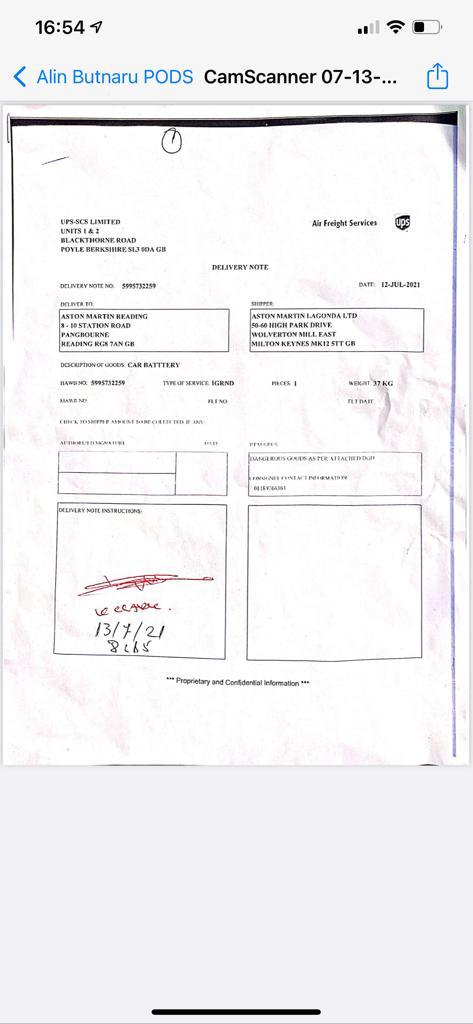 16:54
Alin Butnaru PODS CamScanner 07-13-...
1
UPS-SCS LIMITED
UNITS 1 & 2
BLACKTHORNE ROAD
POYLE BERKSHIRE SL3 0DA GB
Air Freight Services
ups
DELIVERY NOTE
DELIVERY NOTE NO: 5995732259
DATE: 12-JUL-2021
DELIVER TO:
ASTON MARTIN READING
8 - 10 STATION ROAD
PANGBOURNE
READING RG8 7AN GB
SHIPPER:
ASTON MARTIN LAGONDA LTD
50-60 HIGH PARK DRIVE
WOLVERTON MILL EAST
MILTON KEYNES MK12 5TT GB
DESCRIPTION OF GOODS: CAR BATTTERY
HAWB NO: 5995732259 TYPE OF SERVICE: IGRND PIECES: 1 WEIGHT: 37 KG
MAWB NO FLT NO FLT DATE
CHECK TO SHIPPER AMOUNT TO BE COLLECTED IF ANY:
AUTHORIZED SIGNATURE DATE
REMARKS
DANGEROUS GOODS AS PER ATTACHED DGD
CONSIGNEE CONTACT INFORMATION
DELIVERY NOTE INSTRUCTIONS:
13/7/21
*** Proprietary and Confidential Information ***